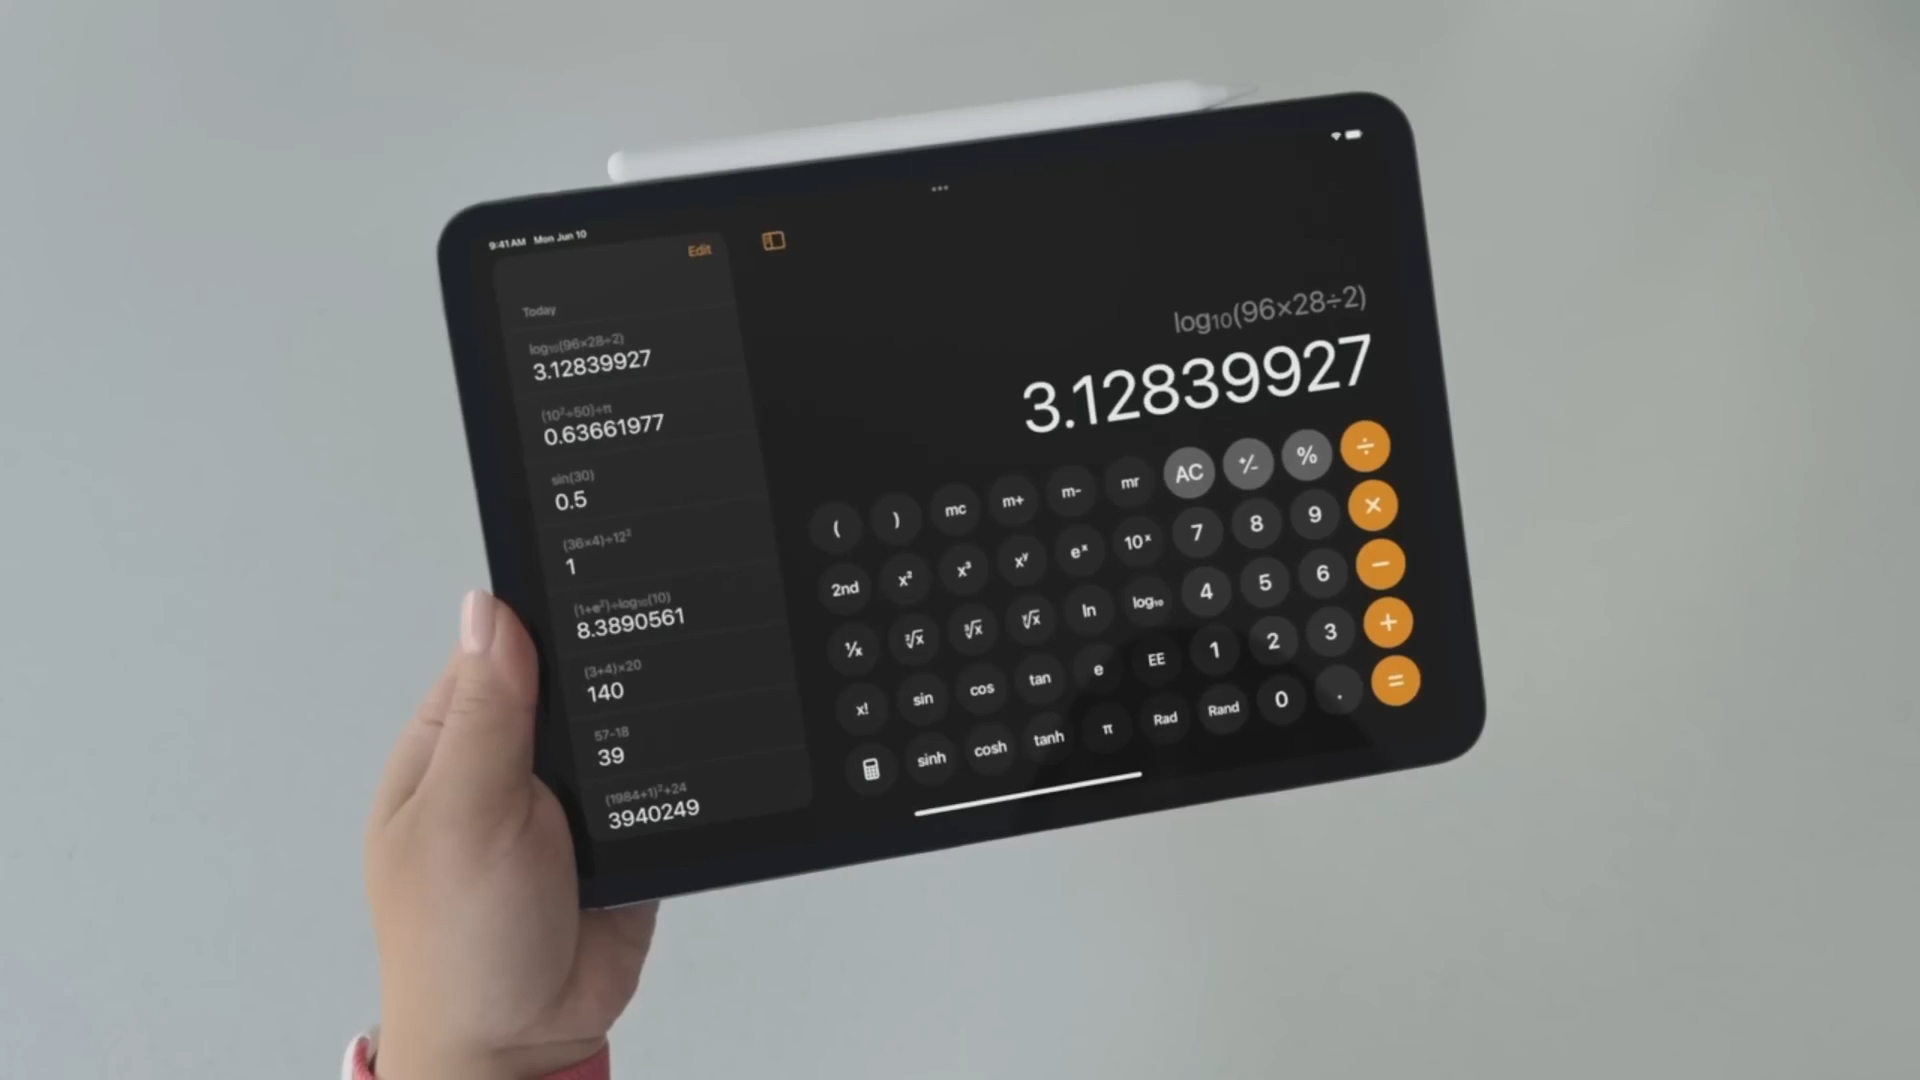 9:41 AM Mon Jun 10
Edit
Today
log₁₀(96×28÷2)
3.12839927
(10²÷50)÷π
0.63661977
sin(30)
0.5
(36×4)÷12²
1
(1+e²)÷log₁₀(10)
8.3890561
(3+4)×20
140
57-18
39
(1984+1)²+24
3940249
log₁₀(96×28÷2)
3.12839927
( ) mc m+ m- mr AC +/- % ÷
2nd x² x³ xʸ eˣ 10ˣ 7 8 9 ×
1/x ²√x ³√x ʸ√x ln log₁₀ 4 5 6 −
x! sin cos tan e EE 1 2 3 +
sinh cosh tanh π Rad Rand 0 . =